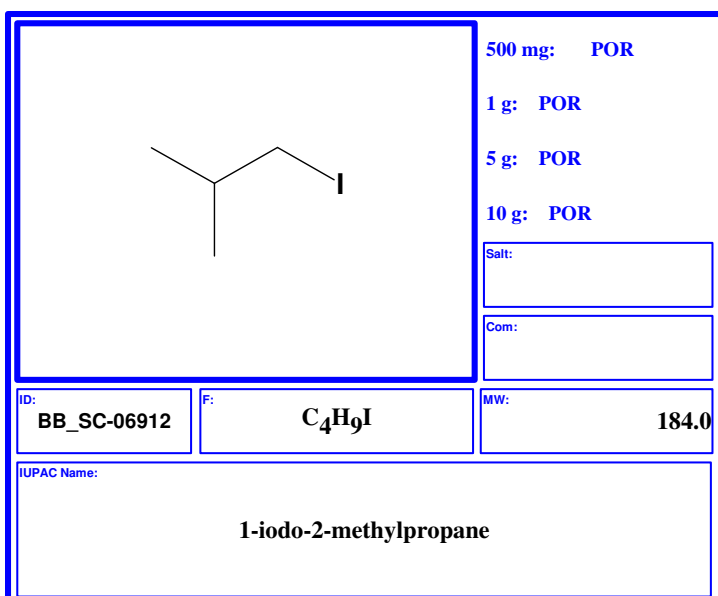 500 mg: POR
1 g: POR
5 g: POR
10 g: POR
I
Salt:
Com:
ID:
BB_SC-06912
F:
C4H9I
MW:
184.0
IUPAC Name:
1-iodo-2-methylpropane